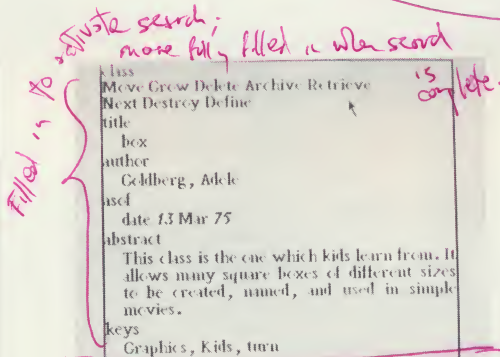 Filled in to activate search;
more fully filled in when search
is complete.
class
Move Grow Delete Archive Retrieve
Next Destroy Define
title
box
author
Goldberg, Adele
asof
date 13 Mar 75
abstract
This class is the one which kids learn from. It
allows many square boxes of different sizes
to be created, named, and used in simple
movies.
keys
Graphics, Kids, turn